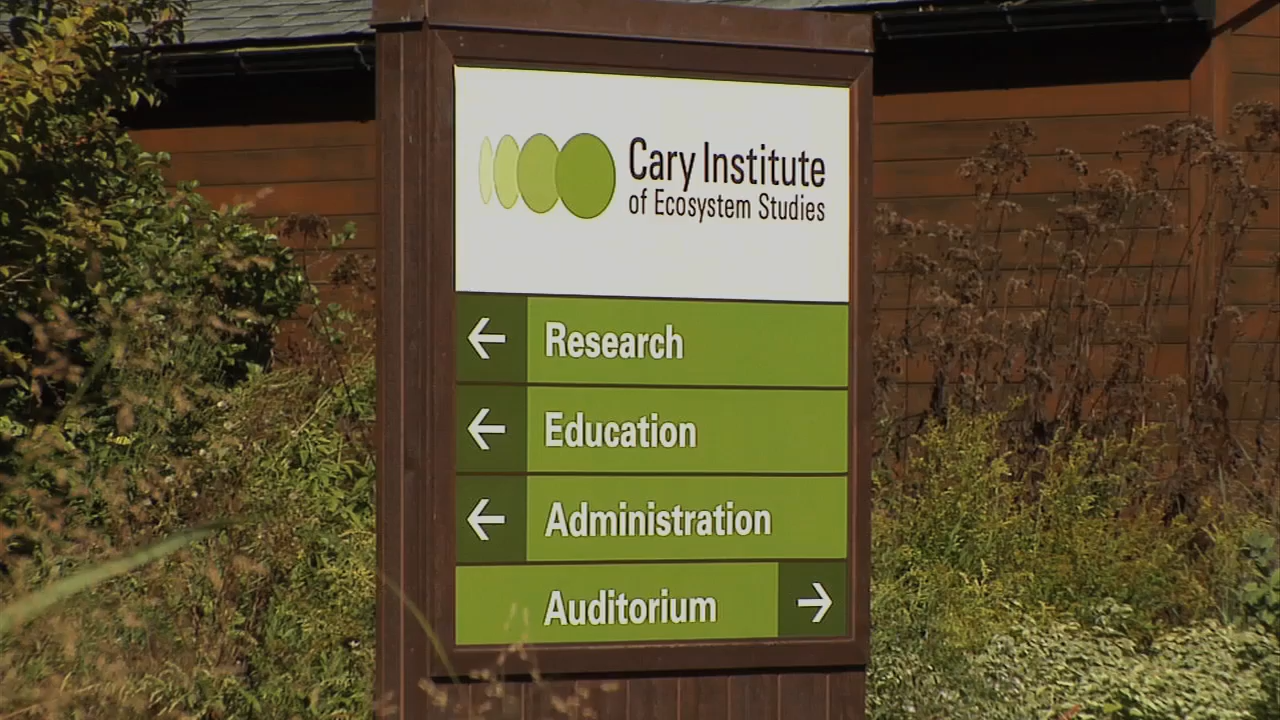 Cary Institute
of Ecosystem Studies
← Research
← Education
← Administration
Auditorium →